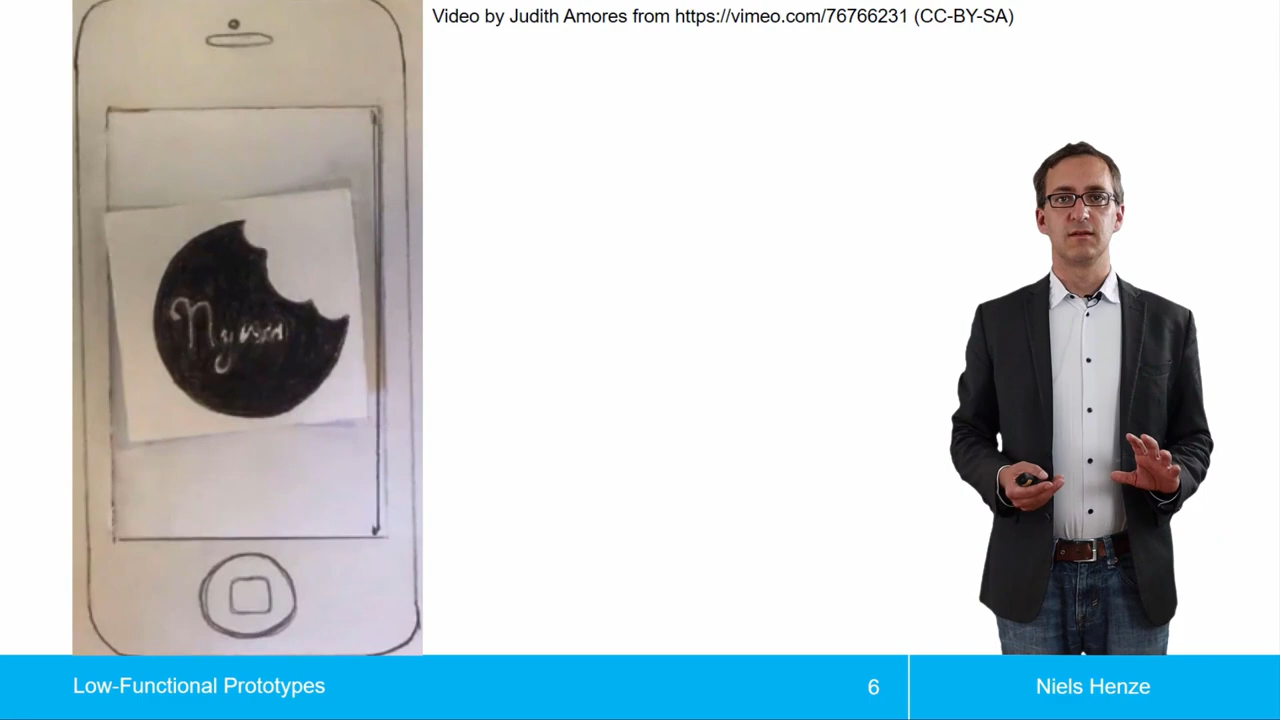 Video by Judith Amores from https://vimeo.com/76766231 (CC-BY-SA)
Low-Functional Prototypes
6
Niels Henze